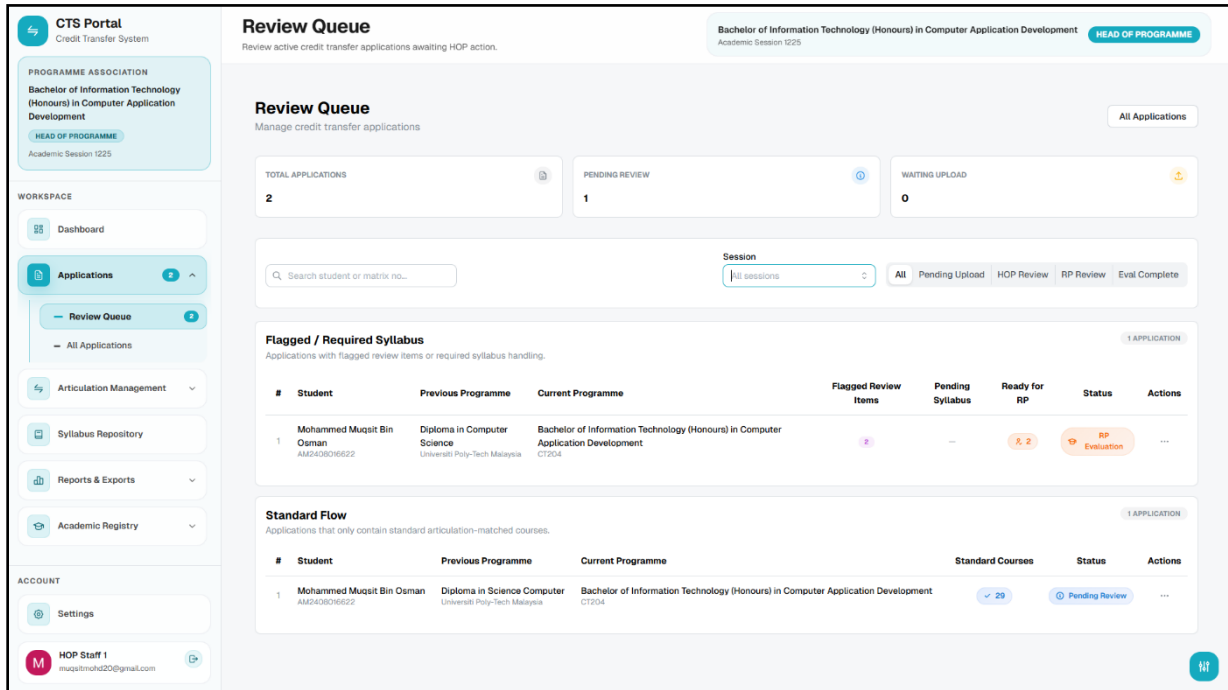 CTS Portal
Credit Transfer System
PROGRAMME ASSOCIATION
Bachelor of Information Technology
(Honours) in Computer Application
Development
HEAD OF PROGRAMME
Academic Session 1225
WORKSPACE
Dashboard
Applications 2
Review Queue 2
All Applications
Articulation Management
Syllabus Repository
Reports & Exports
Academic Registry
ACCOUNT
Settings
M
HOP Staff 1
muqsitmohd20@gmail.com
Review Queue
Review active credit transfer applications awaiting HOP action.
Bachelor of Information Technology (Honours) in Computer Application Development
Academic Session 1225
HEAD OF PROGRAMME
Review Queue
Manage credit transfer applications
All Applications
TOTAL APPLICATIONS
2
PENDING REVIEW
1
WAITING UPLOAD
0
Search student or matrix no...
Session
All sessions
All Pending Upload HOP Review RP Review Eval Complete
Flagged / Required Syllabus
1 APPLICATION
Applications with flagged review items or required syllabus handling.
# Student Previous Programme Current Programme Flagged Review Items Pending Syllabus Ready for RP Status Actions
1
Mohammed Muqsit Bin
Osman
AM2408016622
Diploma in Computer
Science
Universiti Poly-Tech Malaysia
Bachelor of Information Technology (Honours) in Computer
Application Development
CT204
2
—
2
RP
Evaluation
...
Standard Flow
1 APPLICATION
Applications that only contain standard articulation-matched courses.
# Student Previous Programme Current Programme Standard Courses Status Actions
1
Mohammed Muqsit Bin Osman
AM2408016622
Diploma in Science Computer
Universiti Poly-Tech Malaysia
Bachelor of Information Technology (Honours) in Computer Application Development
CT204
29
Pending Review
...